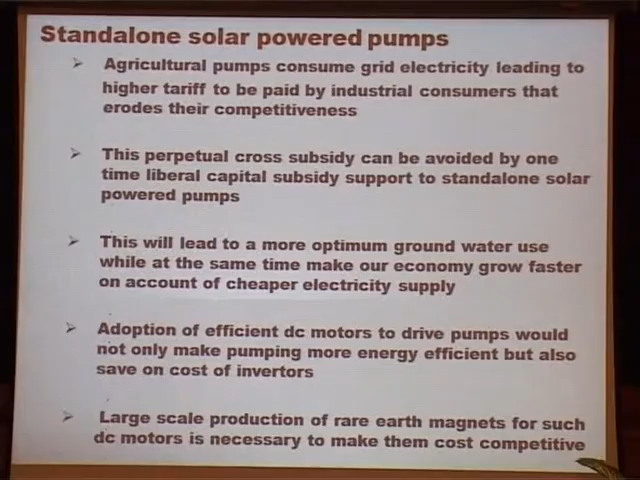 Standalone solar powered pumps
➢ Agricultural pumps consume grid electricity leading to
higher tariff to be paid by industrial consumers that
erodes their competitiveness
➢ This perpetual cross subsidy can be avoided by one
time liberal capital subsidy support to standalone solar
powered pumps
➢ This will lead to a more optimum ground water use
while at the same time make our economy grow faster
on account of cheaper electricity supply
➢ Adoption of efficient dc motors to drive pumps would
not only make pumping more energy efficient but also
save on cost of invertors
➢ Large scale production of rare earth magnets for such
dc motors is necessary to make them cost competitive